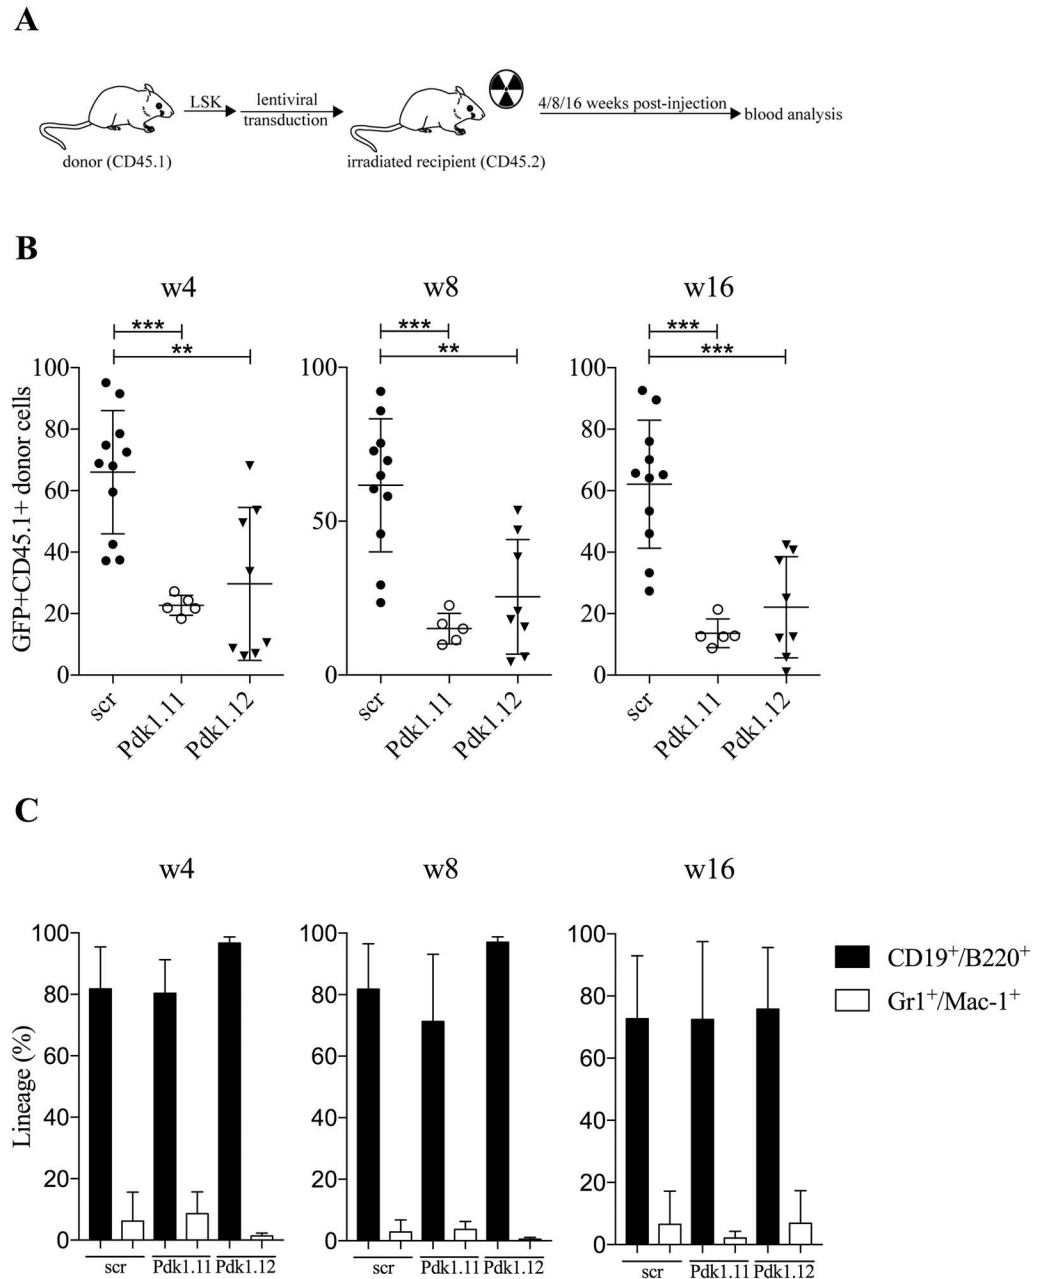 A
LSK
lentiviral
transduction
4/8/16 weeks post-injection
blood analysis
donor (CD45.1)
irradiated recipient (CD45.2)
B
w4
w8
w16
*** 
**
***
**
***
***
GFP+CD45.1+ donor cells
100
80
60
40
20
0
100
50
0
100
80
60
40
20
0
scr
Pdk1.11
Pdk1.12
scr
Pdk1.11
Pdk1.12
scr
Pdk1.11
Pdk1.12
C
w4
w8
w16
Lineage (%)
100
80
60
40
20
0
100
80
60
40
20
0
100
80
60
40
20
0
CD19+/B220+
Gr1+/Mac-1+
scr
Pdk1.11
Pdk1.12
scr
Pdk1.11
Pdk1.12
scr
Pdk1.11
Pdk1.12